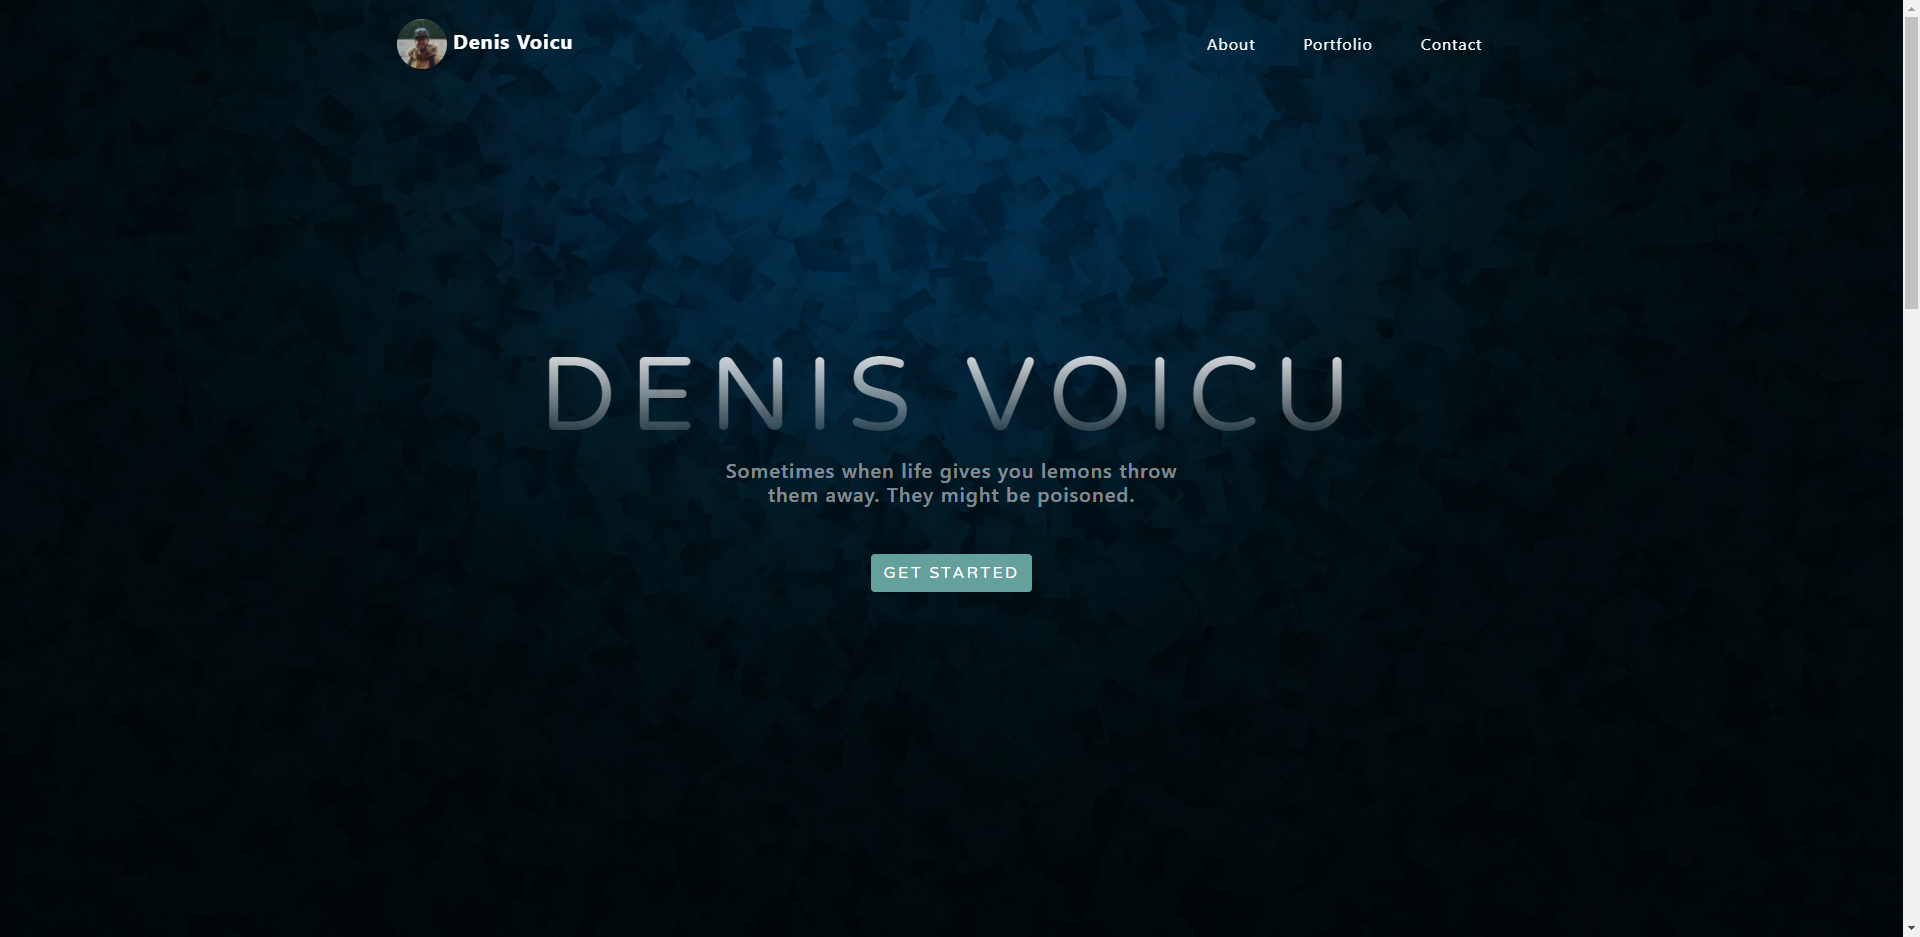 Denis Voicu
About
Portfolio
Contact
DENIS VOICU
Sometimes when life gives you lemons throw
them away. They might be poisoned.
GET STARTED